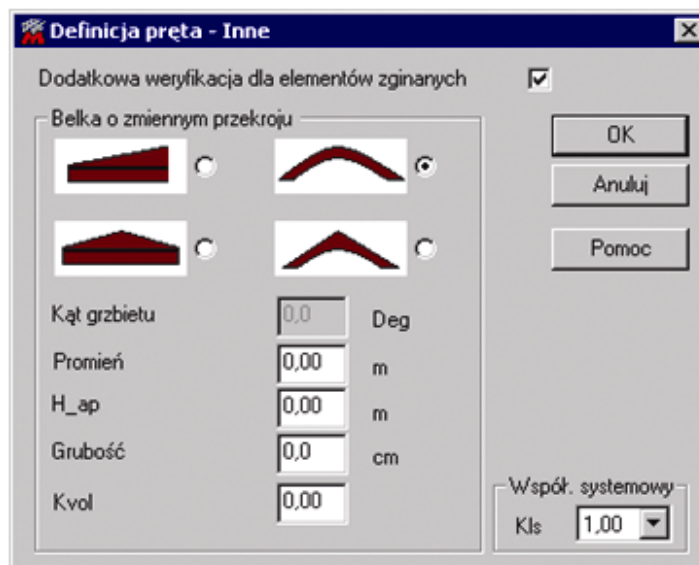 Definicja pręta - Inne
Dodatkowa weryfikacja dla elementów zginanych
Belka o zmiennym przekroju
OK
Anuluj
Pomoc
Kąt grzbietu 0,0 Deg
Promień 0,00 m
H_ap 0,00 m
Grubość 0,0 cm
Kvol 0,00
Współ. systemowy
Kls 1,00